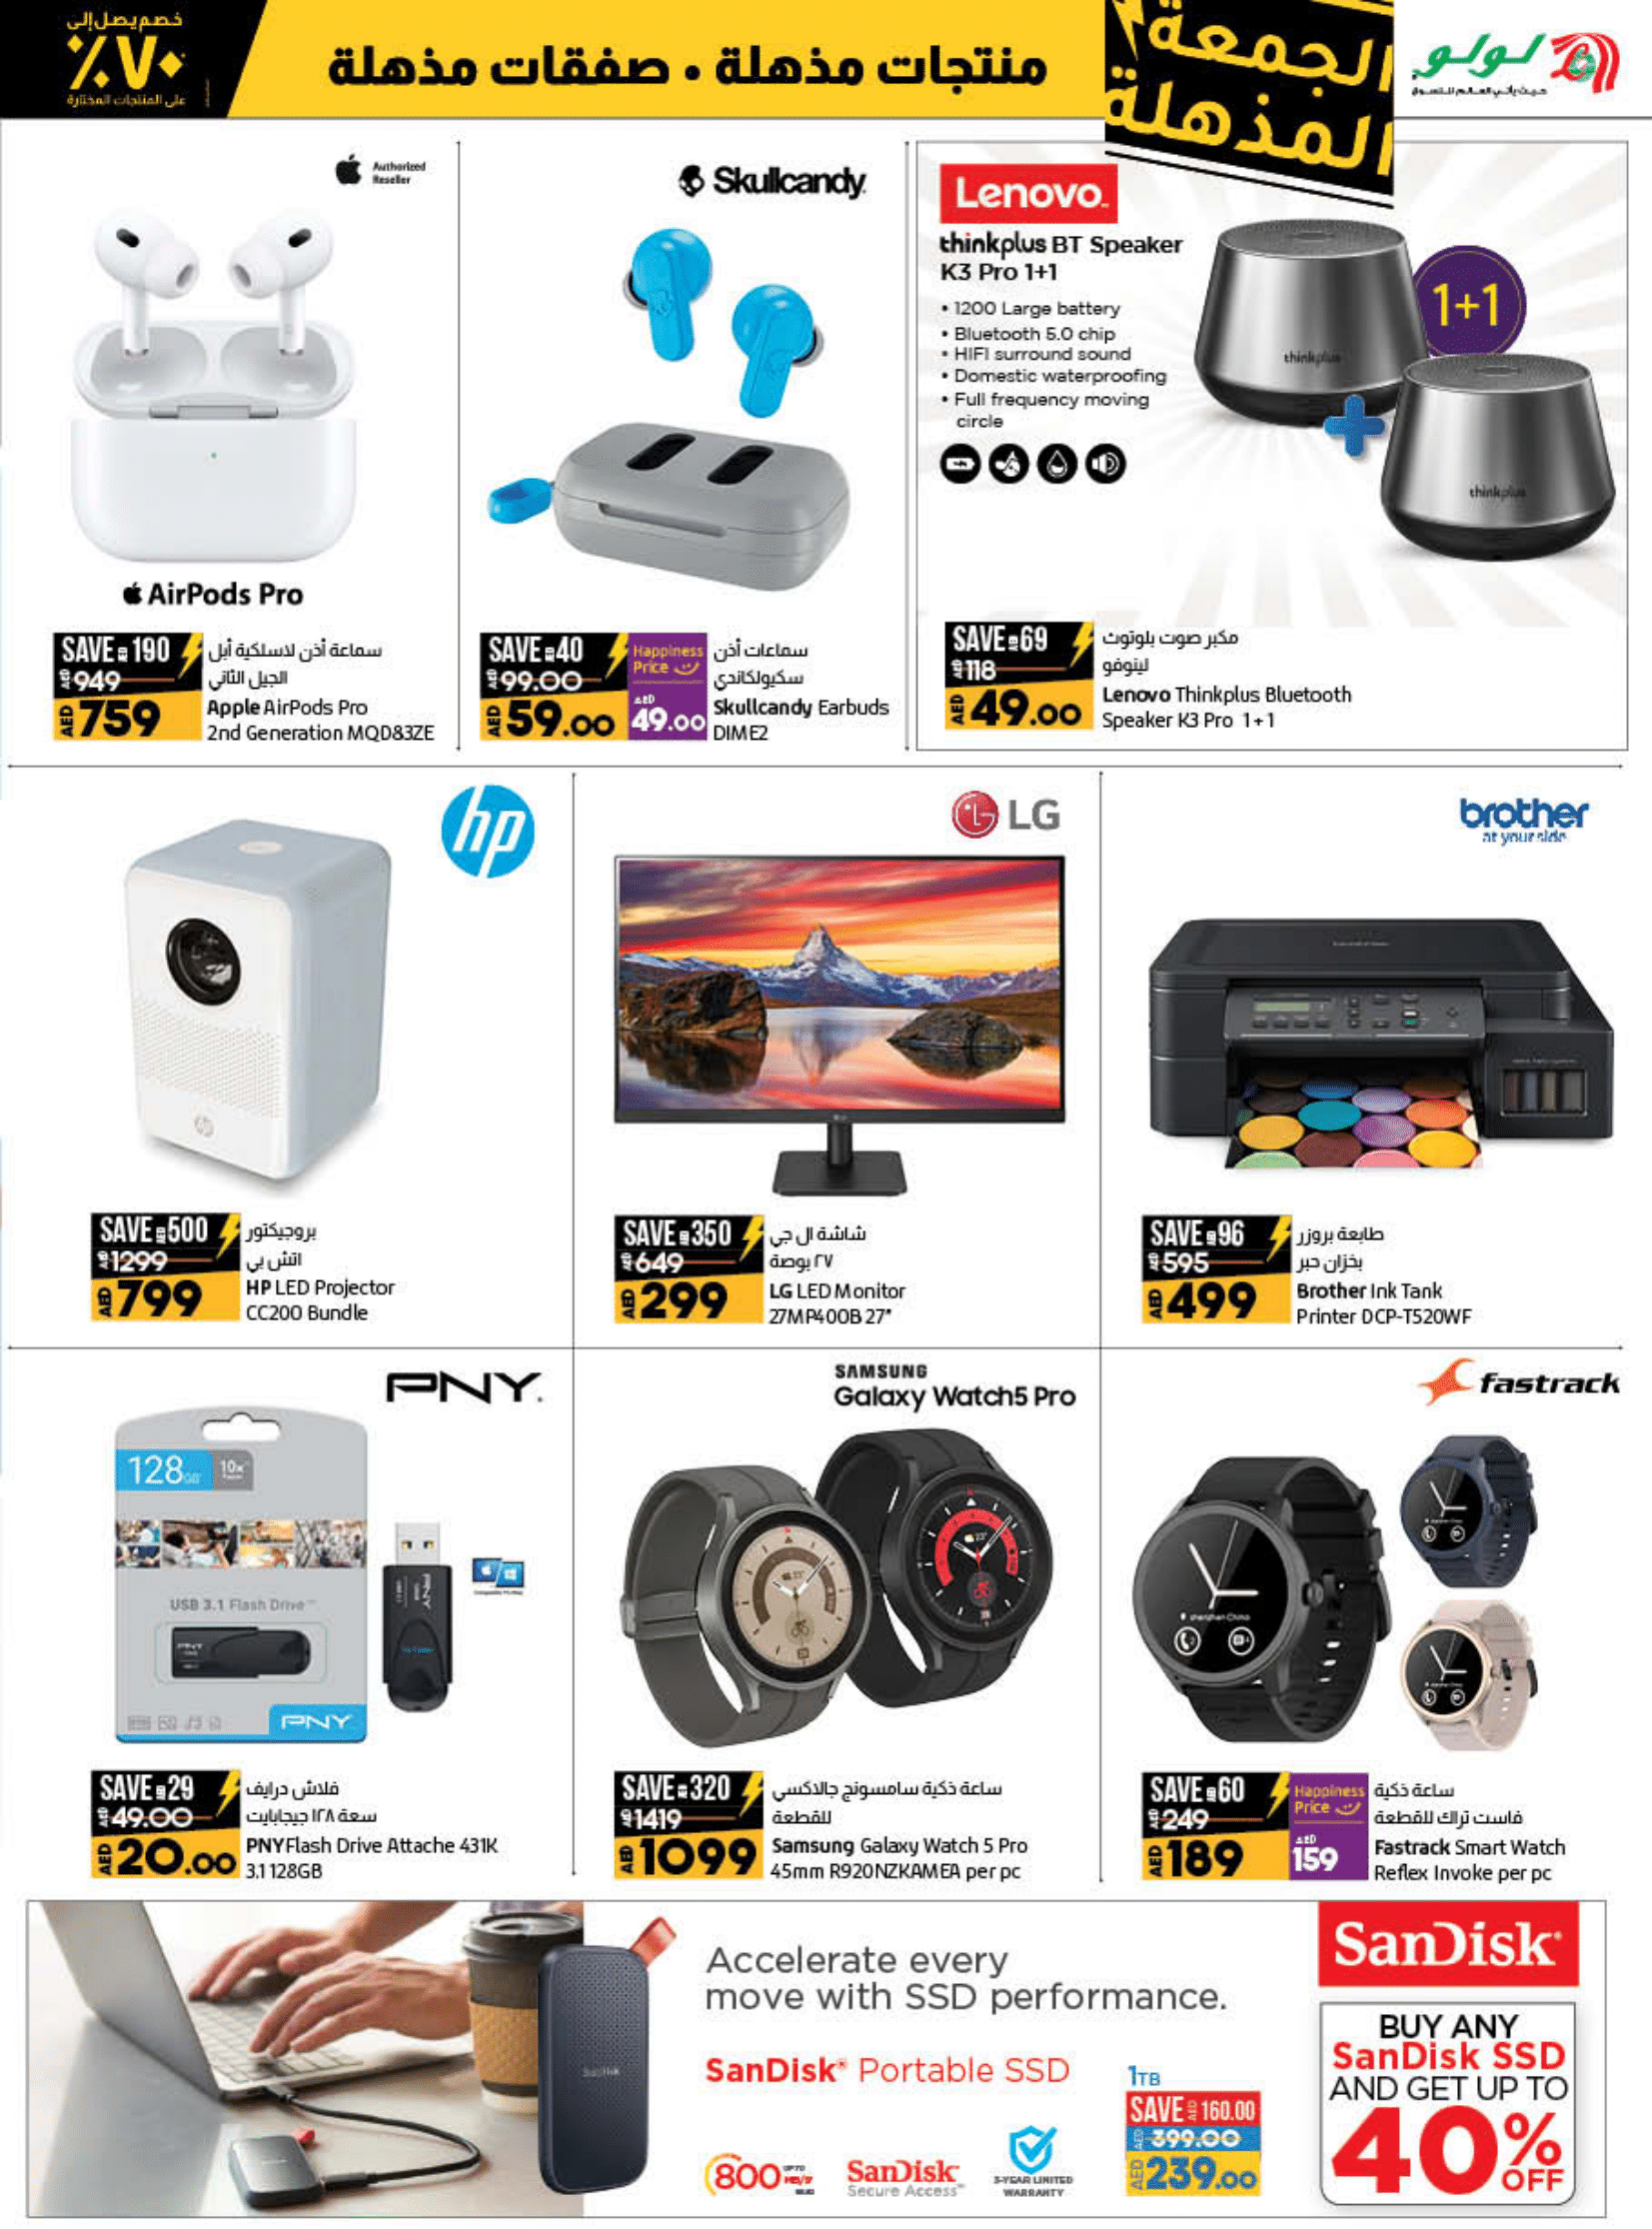 خصم يصل إلى
٧٠٪
على المنتجات المختارة
منتجات مذهلة • صفقات مذهلة
الجمعة
المذهلة
لولو
حيث يأتي العالم للتسوق
Authorized
Reseller
AirPods Pro
SAVE AED 190
AED 949
AED 759
سماعة أذن لاسلكية أبل
الجيل الثاني
Apple AirPods Pro
2nd Generation MQD83ZE
Skullcandy
SAVE AED 40
AED 99.00
AED 59.00
Happiness
Price
AED
49.00
سماعات أذن
سكيولكاندي
Skullcandy Earbuds
DIME2
Lenovo
thinkplus BT Speaker
K3 Pro 1+1
• 1200 Large battery
• Bluetooth 5.0 chip
• HIFI surround sound
• Domestic waterproofing
• Full frequency moving
circle
1+1
thinkplus
thinkplus
SAVE AED 69
AED 118
AED 49.00
مكبر صوت بلوتوث
لينوفو
Lenovo Thinkplus Bluetooth
Speaker K3 Pro 1+1
hp
hp
SAVE AED 500
AED 1299
AED 799
بروجيكتور
اتش بي
HP LED Projector
CC200 Bundle
LG
SAVE AED 350
AED 649
AED 299
شاشة ال جي
٢٧ بوصة
LG LED Monitor
27MP400B 27"
brother
at your side
SAVE AED 96
AED 595
AED 499
طابعة بروزر
بخزان حبر
Brother Ink Tank
Printer DCP-T520WF
PNY
128GB
10x
USB 3.1 Flash Drive
PNY
PNY
PNY
SAVE AED 29
AED 49.00
AED 20.00
فلاش درايف
سعة ١٢٨ جيجابايت
PNY Flash Drive Attache 431K
3.1 128GB
SAMSUNG
Galaxy Watch5 Pro
SAVE AED 320
AED 1419
AED 1099
ساعة ذكية سامسونج جالاكسي
للقطعة
Samsung Galaxy Watch 5 Pro
45mm R920NZKAMEA per pc
fastrack
shenzhen China
SAVE AED 60
AED 249
AED 189
Happiness
Price
AED
159
ساعة ذكية
فاست تراك للقطعة
Fastrack Smart Watch
Reflex Invoke per pc
SanDisk
Accelerate every
move with SSD performance.
SanDisk® Portable SSD
800 UP TO MB/s
SanDisk
Secure Access™
3-YEAR LIMITED
WARRANTY
1TB
SAVE AED 160.00
AED 399.00
AED 239.00
SanDisk
BUY ANY
SanDisk SSD
AND GET UP TO
40% OFF